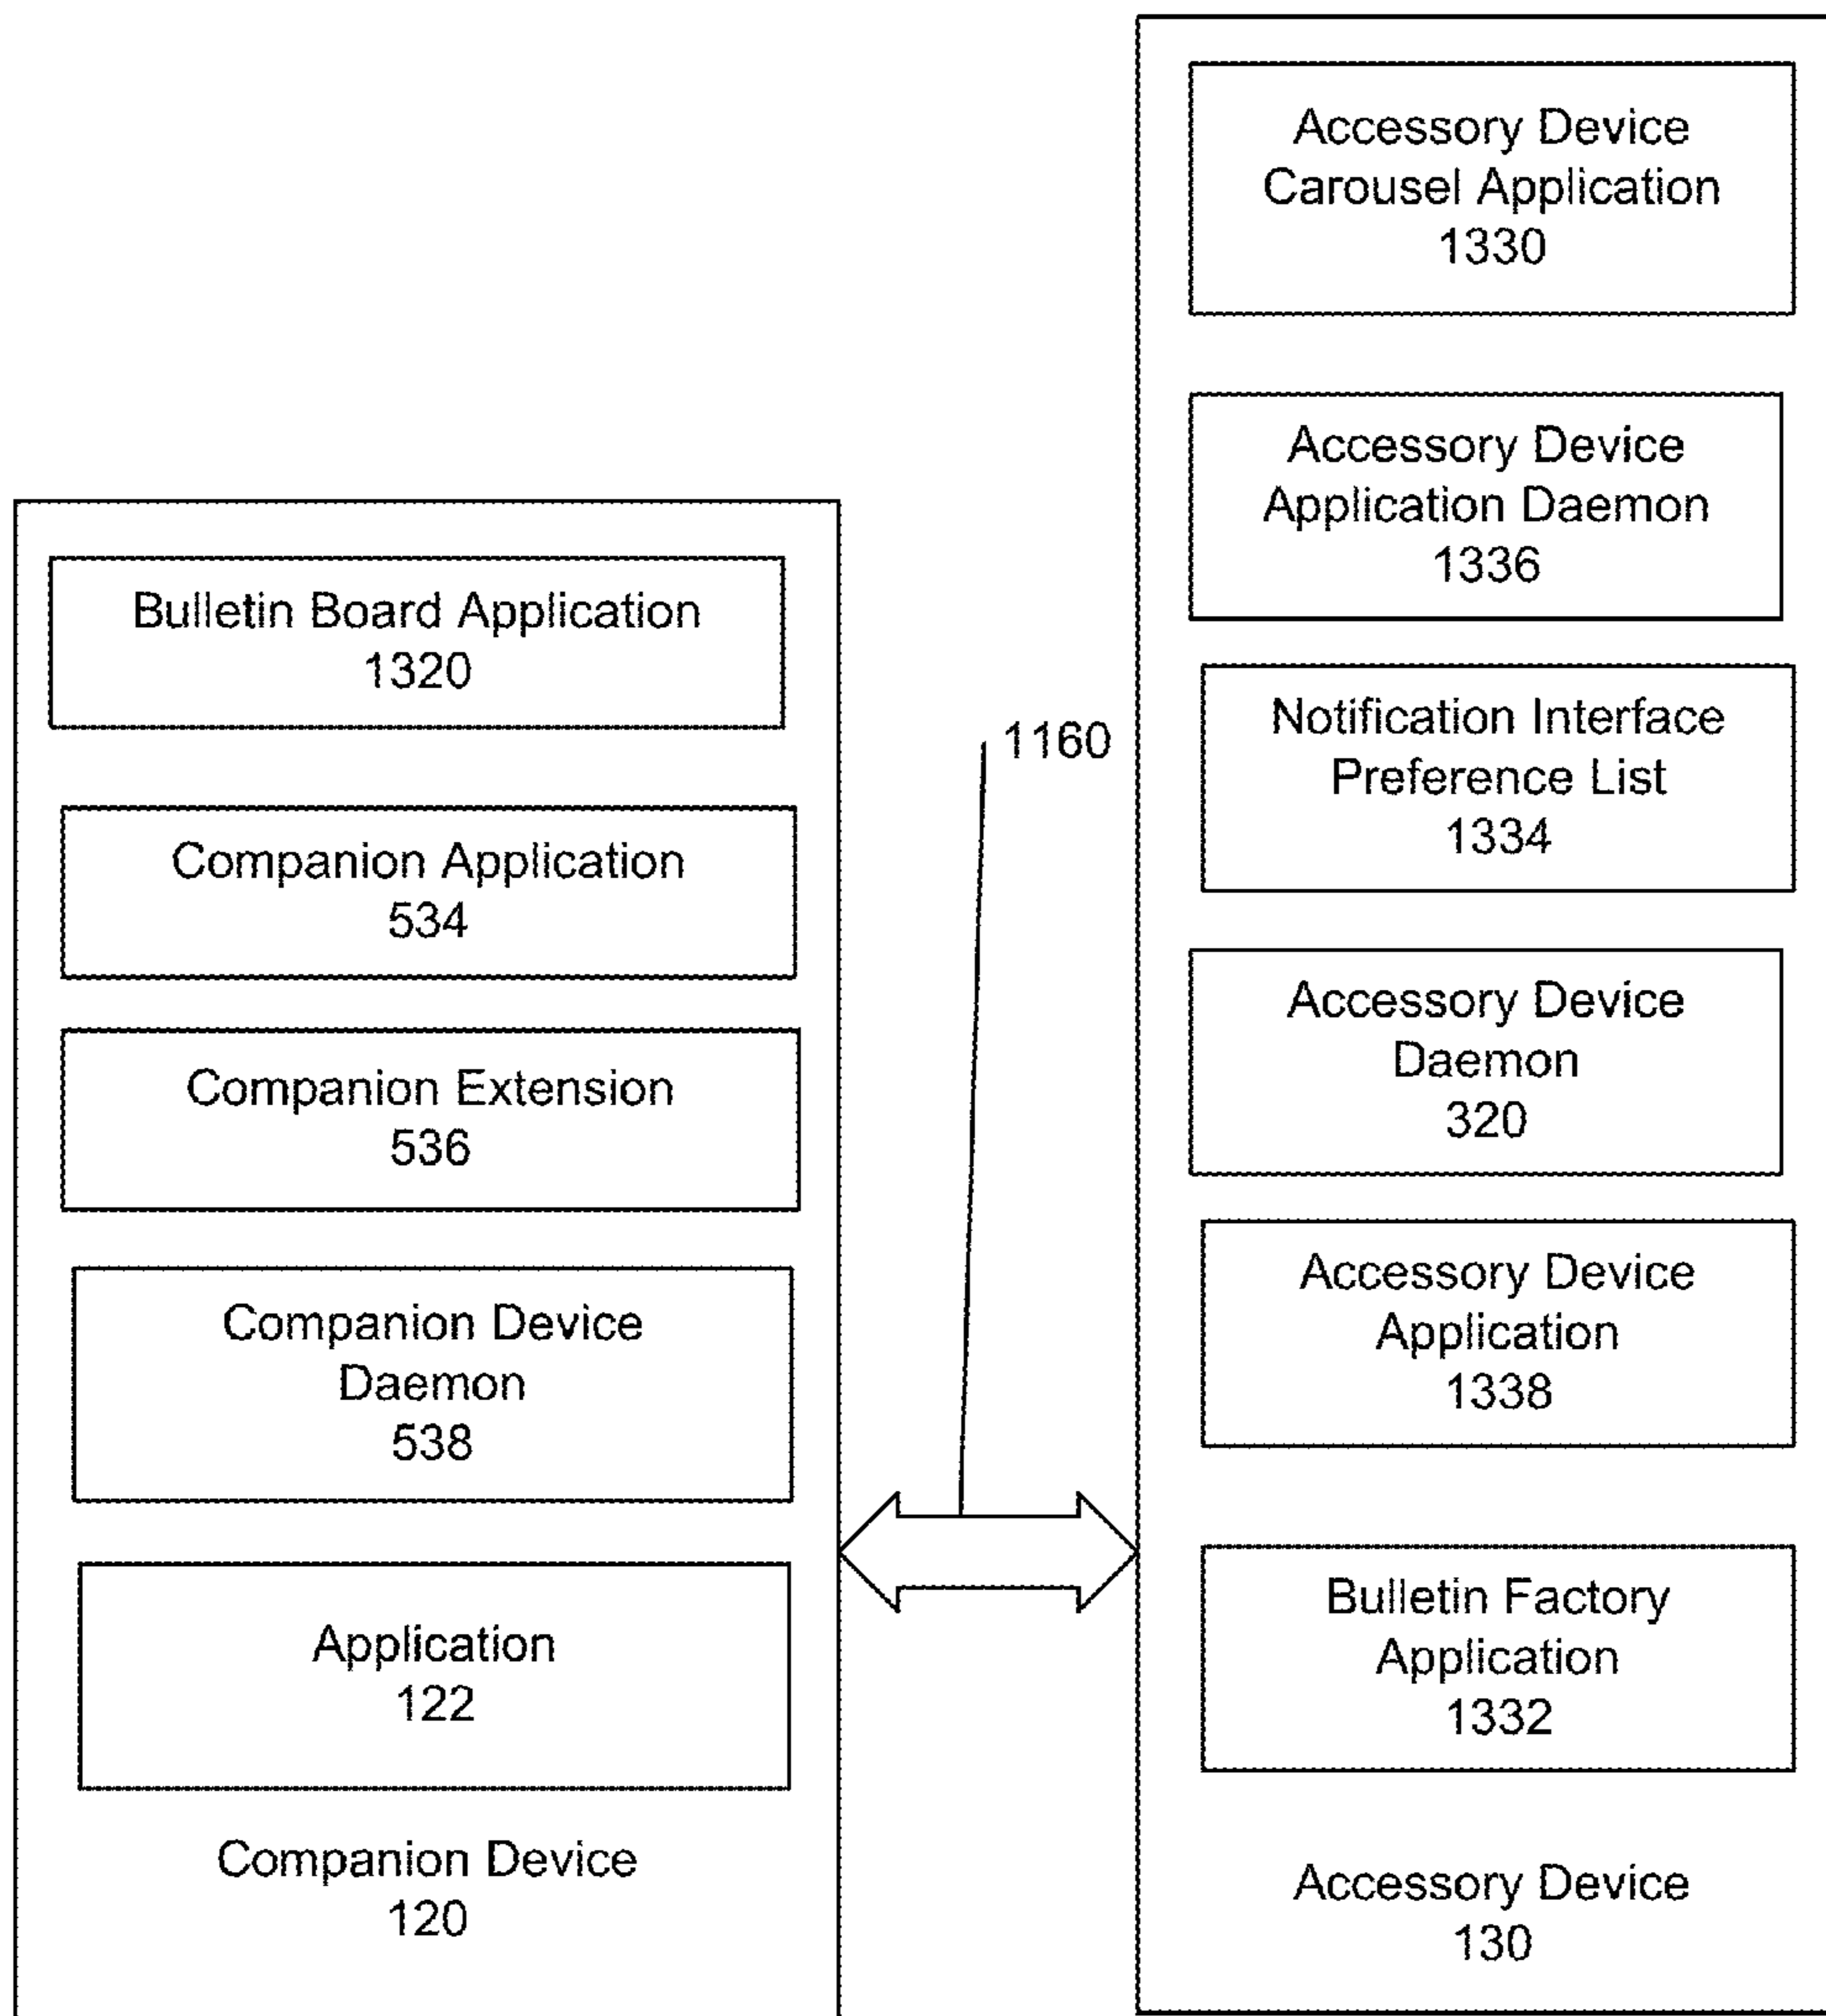 Bulletin Board Application
1320
Companion Application
534
Companion Extension
536
Companion Device
Daemon
538
Application
122
Companion Device
120
1160
Accessory Device
Carousel Application
1330
Accessory Device
Application Daemon
1336
Notification Interface
Preference List
1334
Accessory Device
Daemon
320
Accessory Device
Application
1338
Bulletin Factory
Application
1332
Accessory Device
130